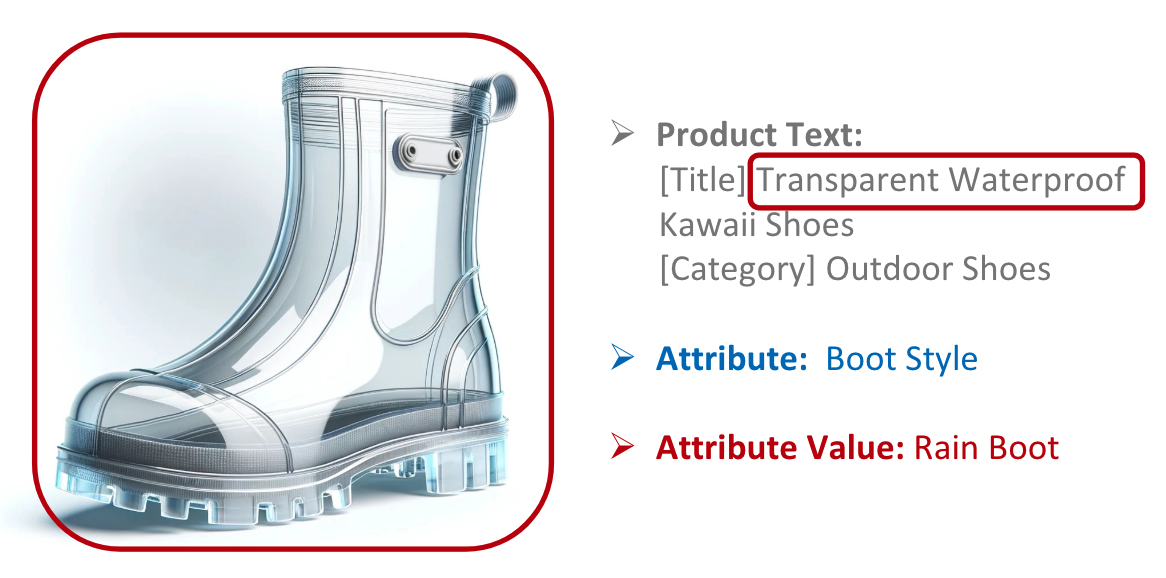 Product Text:
[Title] Transparent Waterproof
Kawaii Shoes
[Category] Outdoor Shoes
Attribute: Boot Style
Attribute Value: Rain Boot